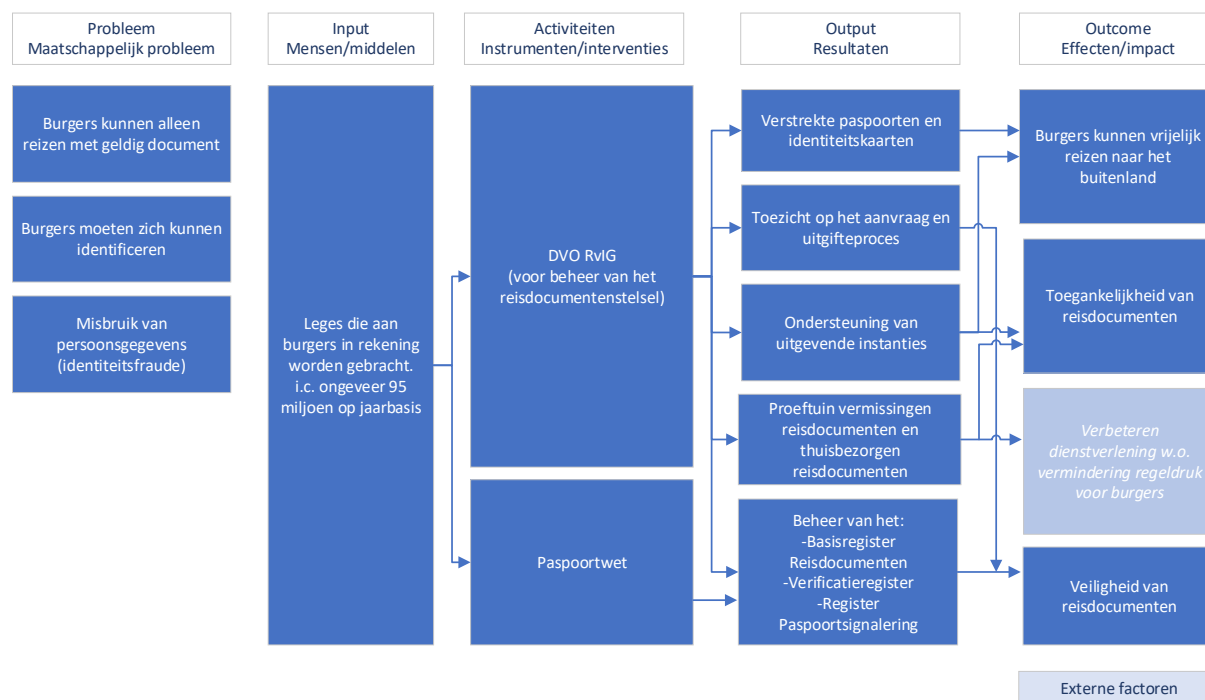 Probleem
Maatschappelijk probleem
Input
Mensen/middelen
Activiteiten
Instrumenten/interventies
Output
Resultaten
Outcome
Effecten/impact
Burgers kunnen alleen
reizen met geldig document
Burgers moeten zich kunnen
identificeren
Misbruik van
persoonsgegevens
(identiteitsfraude)
Leges die aan
burgers in rekening
worden gebracht.
i.c. ongeveer 95
miljoen op jaarbasis
DVO RvIG
(voor beheer van het
reisdocumentenstelsel)
Paspoortwet
Verstrekte paspoorten en
identiteitskaarten
Toezicht op het aanvraag en
uitgifteproces
Ondersteuning van
uitgevende instanties
Proeftuin vermissingen
reisdocumenten en
thuisbezorgen
reisdocumenten
Beheer van het:
-Basisregister
Reisdocumenten
-Verificatieregister
-Register
Paspoortsignalering
Burgers kunnen vrijelijk
reizen naar het
buitenland
Toegankelijkheid van
reisdocumenten
Verbeteren
dienstverlening w.o.
vermindering regeldruk
voor burgers
Veiligheid van
reisdocumenten
Externe factoren